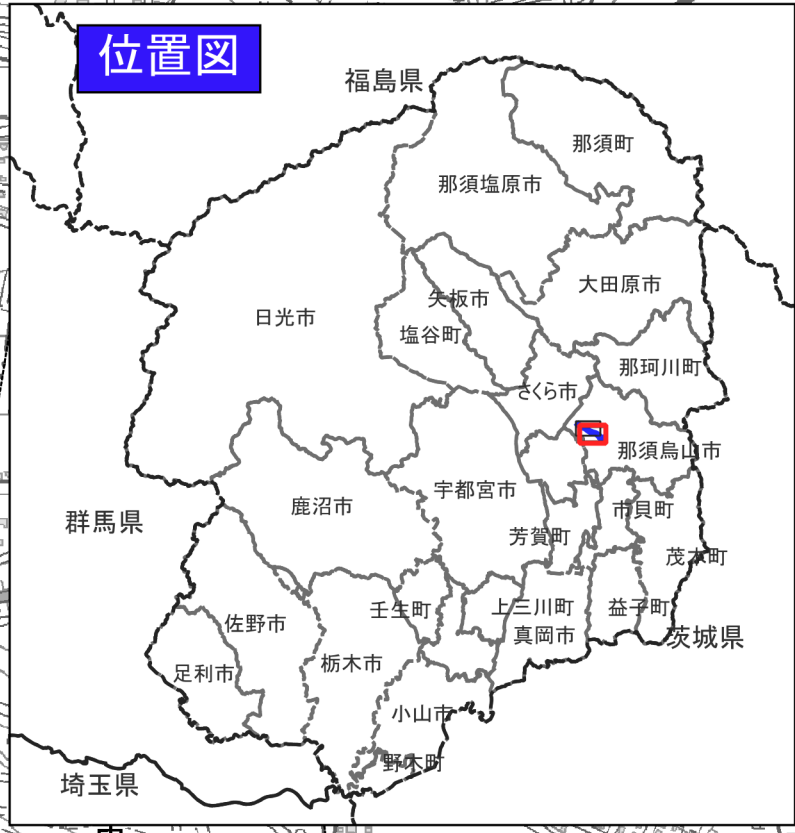 位置図
福島県
那須町
那須塩原市
大田原市
矢板市
日光市
塩谷町
那珂川町
さくら市
那須烏山市
宇都宮市
鹿沼市
市貝町
群馬県
芳賀町
茂木町
壬生町
上三川町
益子町
佐野市
真岡市
茨城県
栃木市
足利市
小山市
野木町
埼玉県